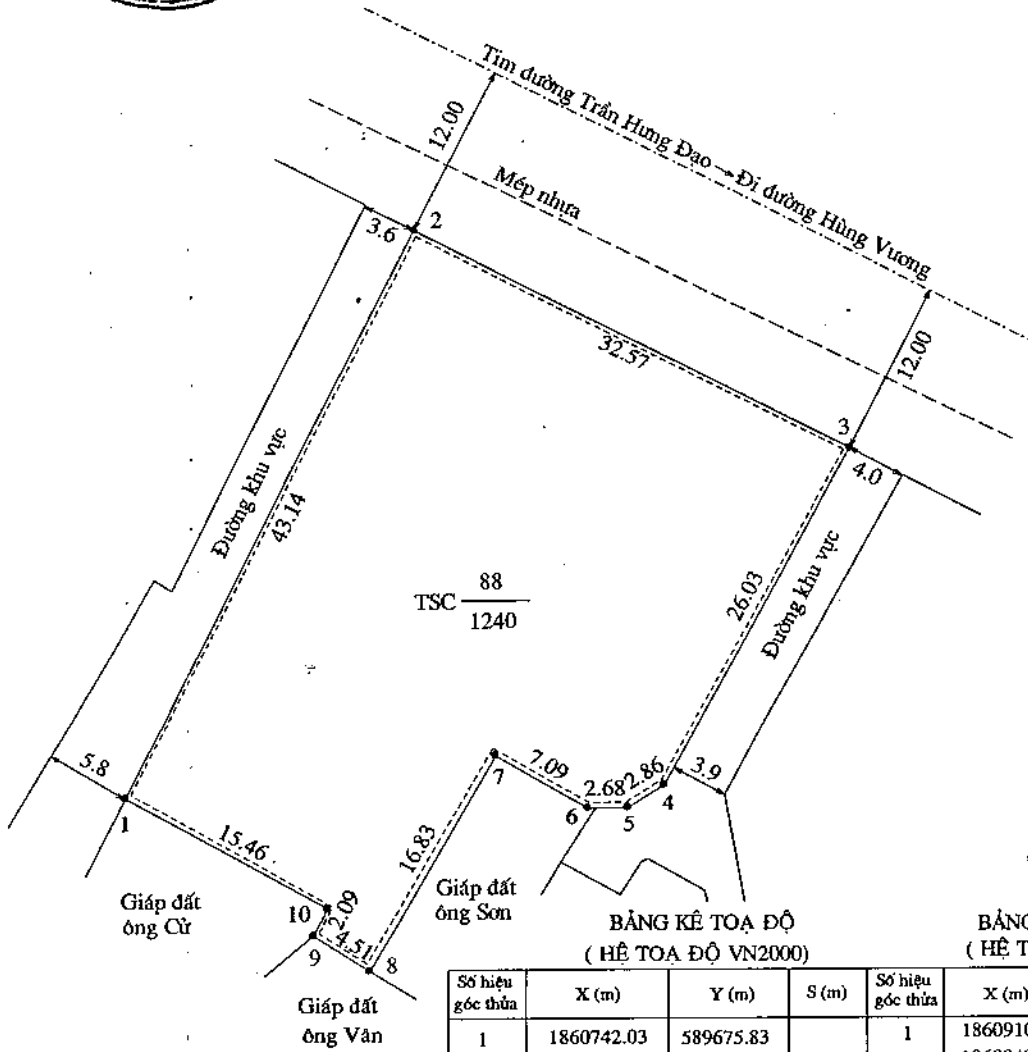 Tim đường Trần Hưng Đạo → Đi đường Hùng Vương
12.00
Mép nhựa
3.6
2
32.57
12.00
3
4.0
Đường khu vực
43.14
TSC 88
1240
26.03
Đường khu vực
5.8
1
7
7.09
2.68
2.86
3.9
6
5
4
15.46
16.83
Giáp đất
ông Cử
10
2.09
4.51
9
8
Giáp đất
ông Sơn
Giáp đất
ông Vân
BẢNG KÊ TOẠ ĐỘ
( HỆ TOẠ ĐỘ VN2000)
Số hiệu góc thửa X (m) Y (m) S (m) Số hiệu góc thửa X (m)
1 1860742.03 589675.83 1 1860910